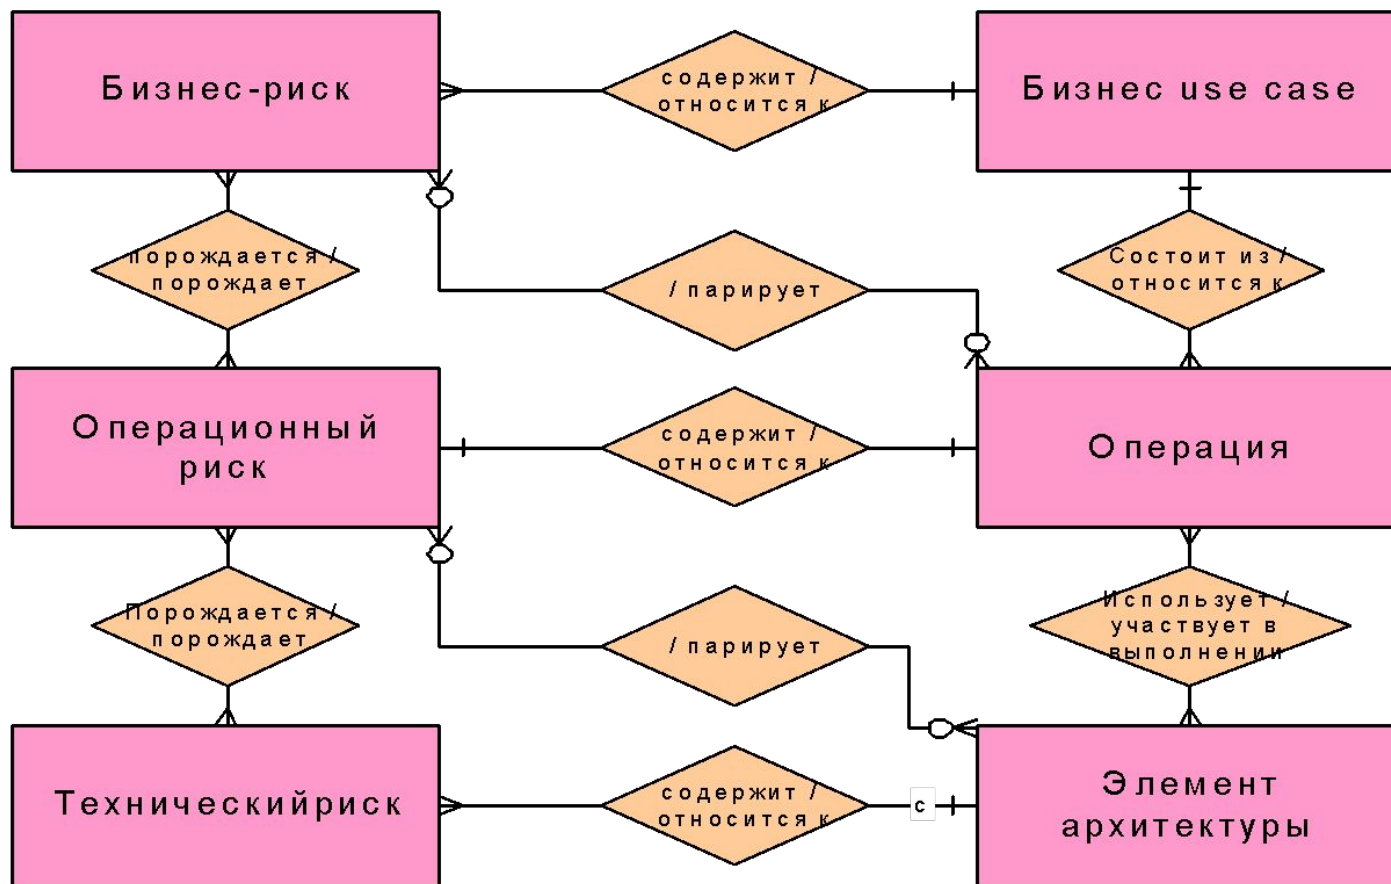 Бизнес-риск
содержит /
относится к
Бизнес use case
порождается /
порождает
/ парирует
Состоит из /
относится к
Операционный
риск
содержит /
относится к
Операция
Порождается /
порождает
/ парирует
Использует /
участвует в
выполнении
Техническийриск
содержит /
относится к
с
Элемент
архитектуры